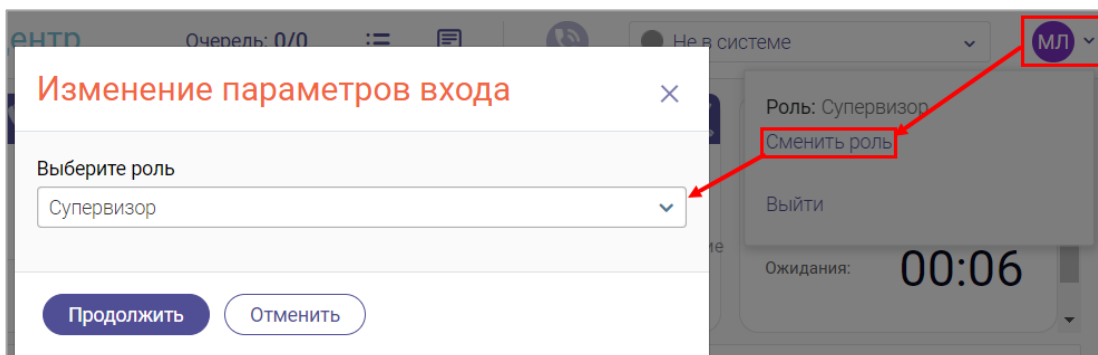 ентр Очередь: 0/0 Не в системе МЛ
Изменение параметров входа
Роль: Супервизор
Сменить роль
Выберите роль
Супервизор
Выйти
ие
Ожидания: 00:06
Продолжить Отменить